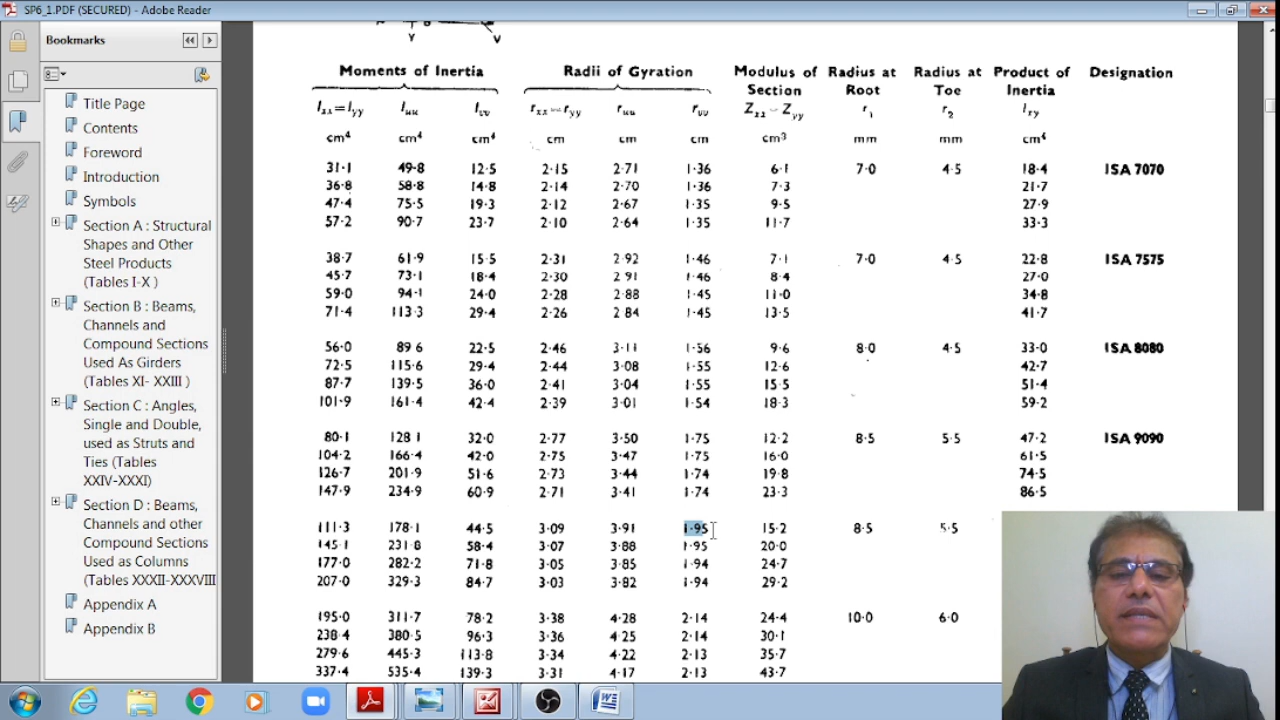 SP6_1.PDF (SECURED) - Adobe Reader
Bookmarks
Title Page
Contents
Foreword
Introduction
Symbols
Section A : Structural
Shapes and Other
Steel Products
(Tables I-X )
Section B : Beams,
Channels and
Compound Sections
Used As Girders
(Tables XI- XXIII )
Section C : Angles,
Single and Double,
used as Struts and
Ties (Tables
XXIV-XXXI)
Section D : Beams,
Channels and other
Compound Sections
Used as Columns
(Tables XXXII-XXXVIII
Appendix A
Appendix B
Y V
Moments of Inertia Radii of Gyration Modulus of Radius at Radius at Product of Designation
Section Root Toe Inertia
Ixx=Iyy Iuu Ivv rxx=ryy ruu rvv Zxx=Zyy r1 r2 Ixy
cm4 cm4 cm4 cm cm cm cm3 mm mm cm4
31·1 49·8 12·5 2·15 2·71 1·36 6·1 7·0 4·5 18·4 ISA 7070
36·8 58·8 14·8 2·14 2·70 1·36 7·3 21·7
47·4 75·5 19·3 2·12 2·67 1·35 9·5 27·9
57·2 90·7 23·7 2·10 2·64 1·35 11·7 33·3
38·7 61·9 15·5 2·31 2·92 1·46 7·1 7·0 4·5 22·8 ISA 7575
45·7 73·1 18·4 2·30 2 91 1·46 8·4 27·0
59·0 94·1 24·0 2·28 2·88 1·45 11·0 34·8
71·4 113·3 29·4 2·26 2 84 1·45 13·5 41·7
56·0 89 6 22·5 2·46 3·11 1·56 9·6 8·0 4·5 33·0 ISA 8080
72·5 115·6 29·4 2·44 3·08 1·55 12·6 42·7
87·7 139·5 36·0 2·41 3·04 1·55 15·5 51·4
101·9 161·4 42·4 2·39 3·01 1·54 18·3 59·2
80·1 128 1 32·0 2·77 3·50 1·75 12·2 8·5 5·5 47·2 ISA 9090
104·2 166·4 42·0 2·75 3·47 1·75 16·0 61·5
126·7 201·9 51·6 2·73 3·44 1·74 19·8 74·5
147·9 234·9 60·9 2·71 3·41 1·74 23·3 86·5
111·3 178·1 44·5 3·09 3·91 1·95 15·2 8·5 5·5
145·1 231·8 58·4 3·07 3·88 1·95 20·0
177·0 282·2 71·8 3·05 3·85 1·94 24·7
207·0 329·3 84·7 3·03 3·82 1·94 29·2
195·0 311·7 78·2 3·38 4·28 2·14 24·4 10·0 6·0
238·4 380·5 96·3 3·36 4·25 2·14 30·1
279·6 445·3 113·8 3·34 4·22 2·13 35·7
337·4 535·4 139·3 3·31 4·17 2·13 43·7